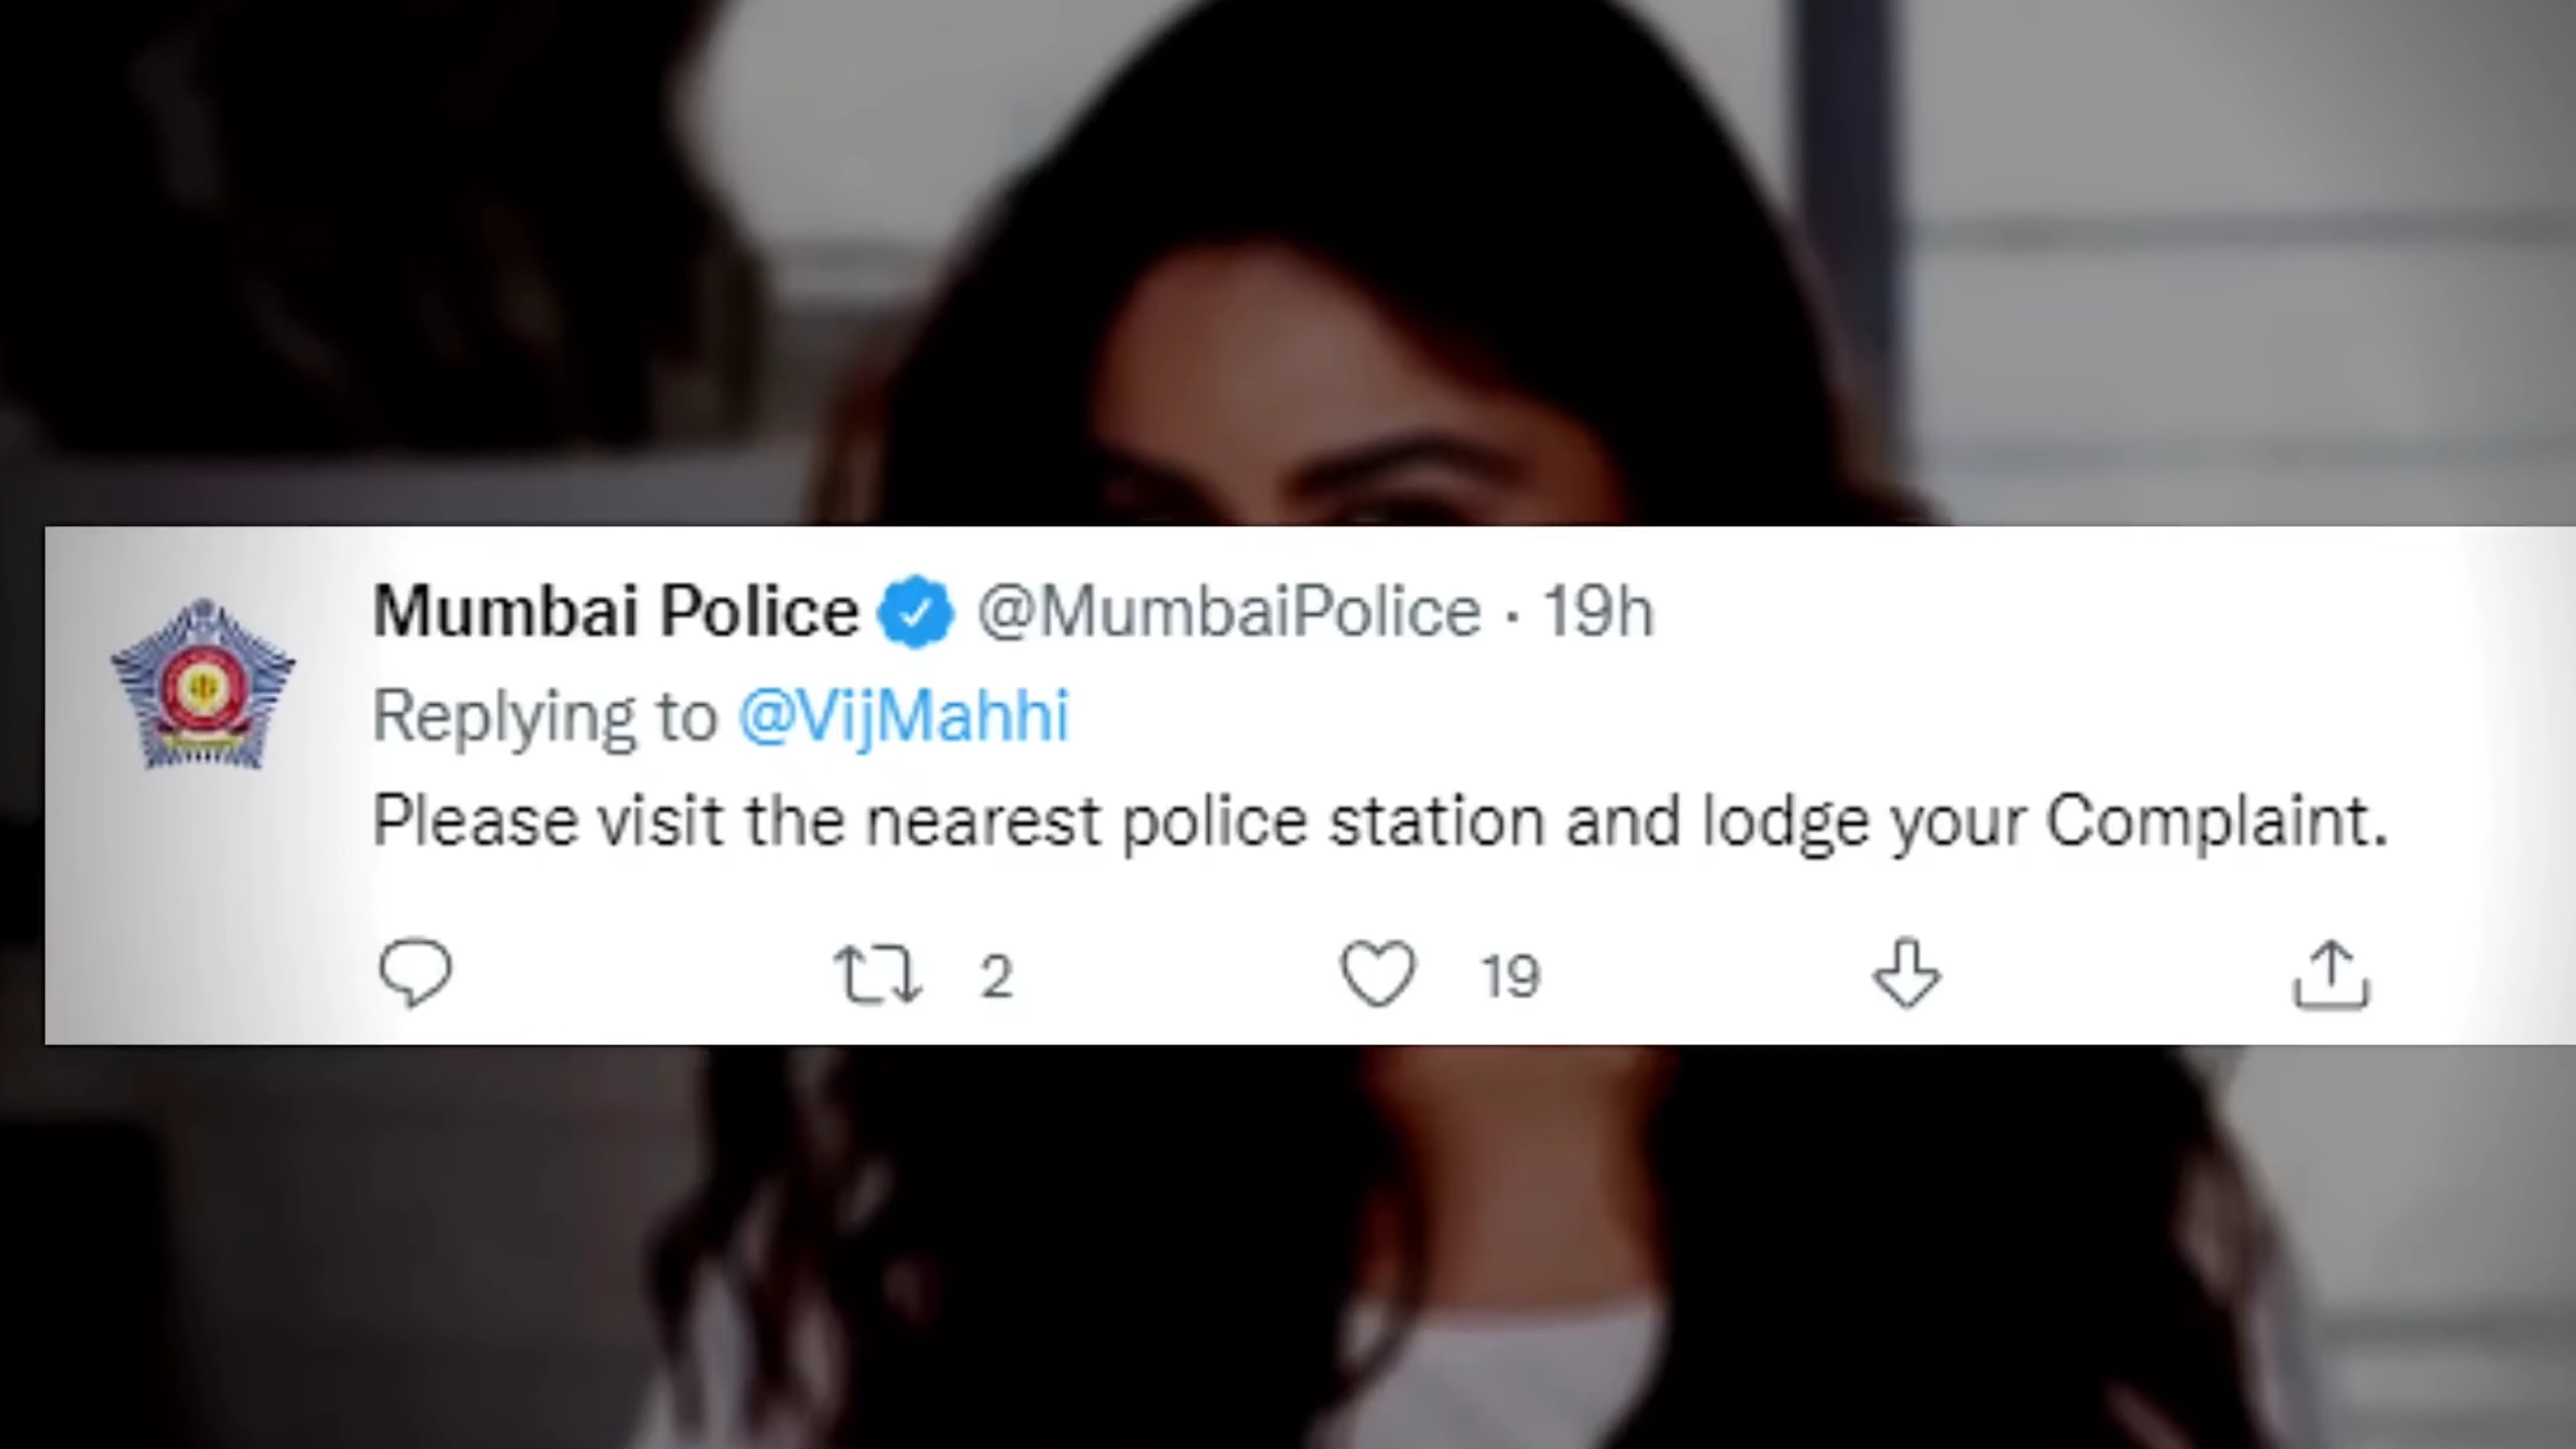 Mumbai Police @MumbaiPolice · 19h
Replying to @VijMahhi
Please visit the nearest police station and lodge your Complaint.
2 19